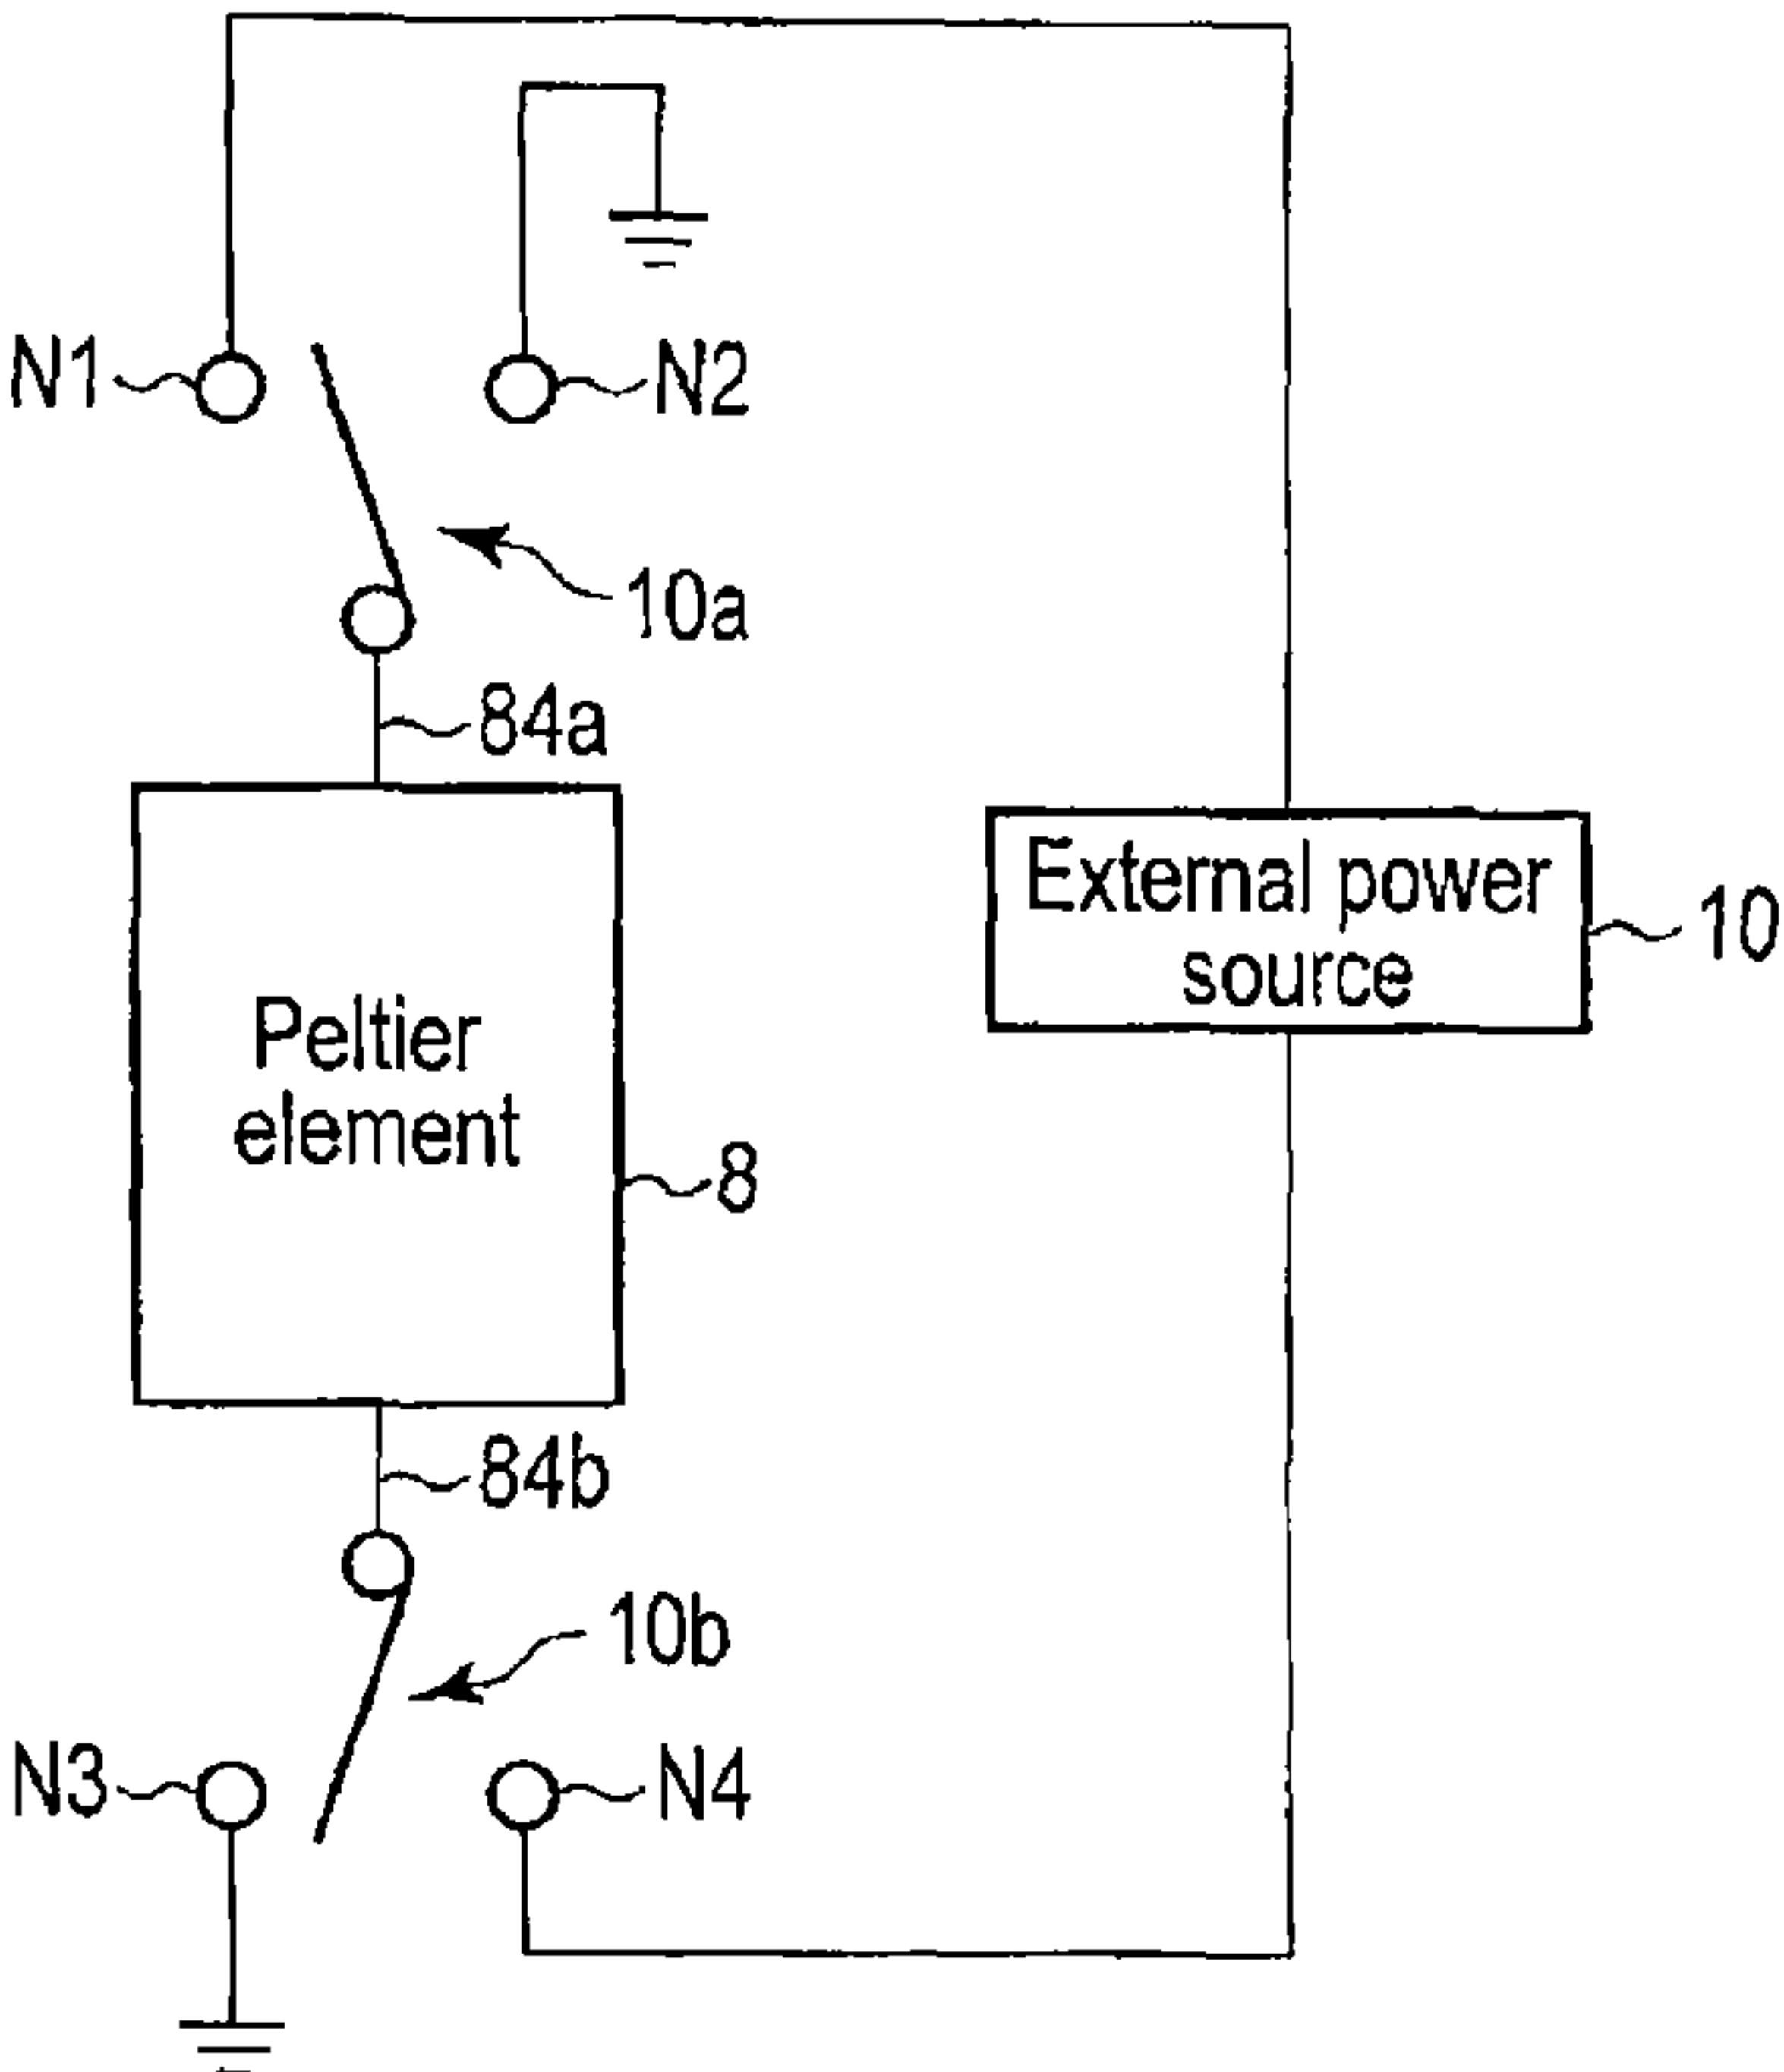 N1
N2
10a
84a
External power
source
10
Peltier
element
8
84b
10b
N3
N4